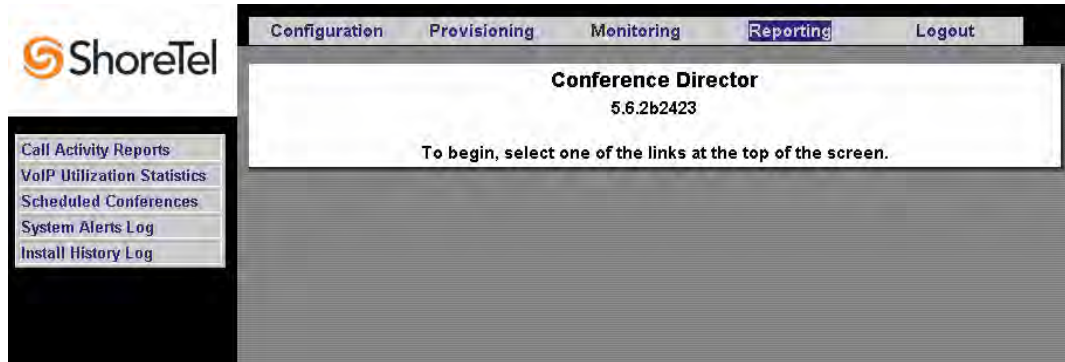 ShoreTel
Configuration Provisioning Monitoring Reporting Logout
Conference Director
5.6.2b2423
To begin, select one of the links at the top of the screen.
Call Activity Reports
VoIP Utilization Statistics
Scheduled Conferences
System Alerts Log
Install History Log